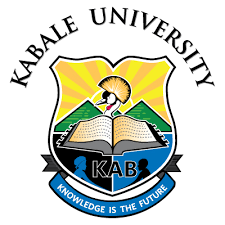 KABALE UNIVERSITY
KAB
KNOWLEDGE IS THE FUTURE